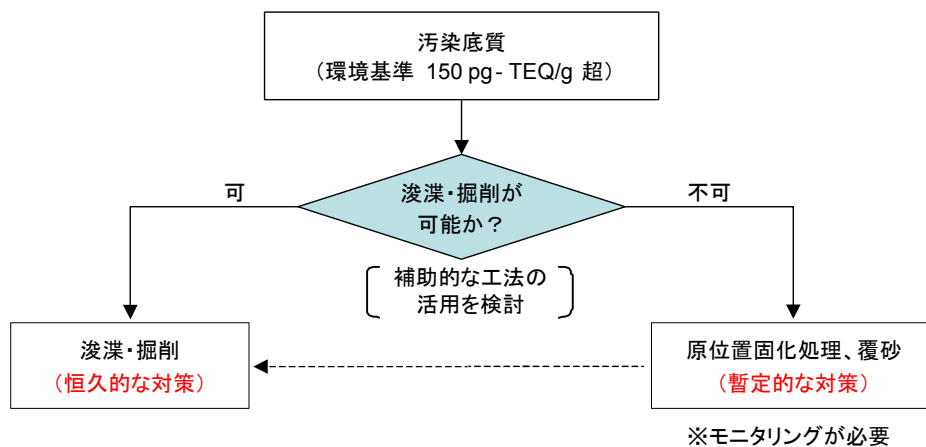 汚染底質
（環境基準 150 pg- TEQ/g 超）
可
浚渫・掘削が
可能か？
不可
補助的な工法の
活用を検討
浚渫・掘削
（恒久的な対策）
原位置固化処理、覆砂
（暫定的な対策）
※モニタリングが必要